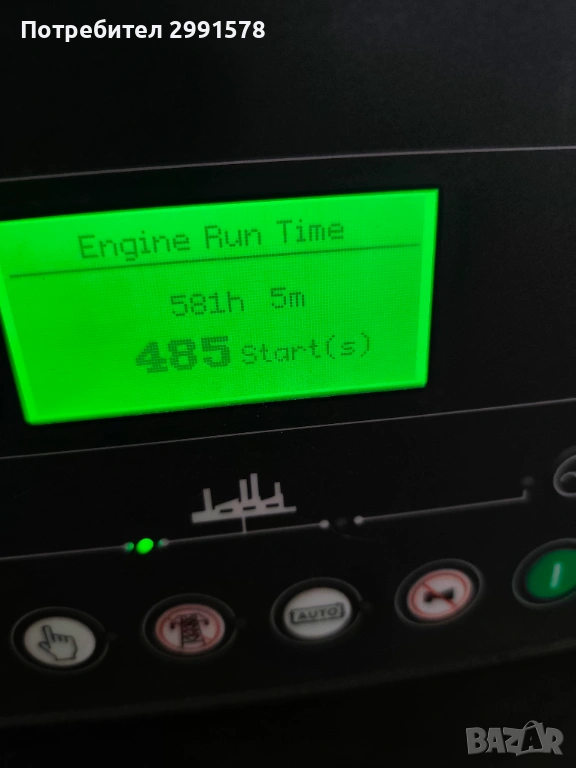 Потребител 2991578
Engine Run Time
581h 5m
485 Start(s)
AUTO
BAZAR